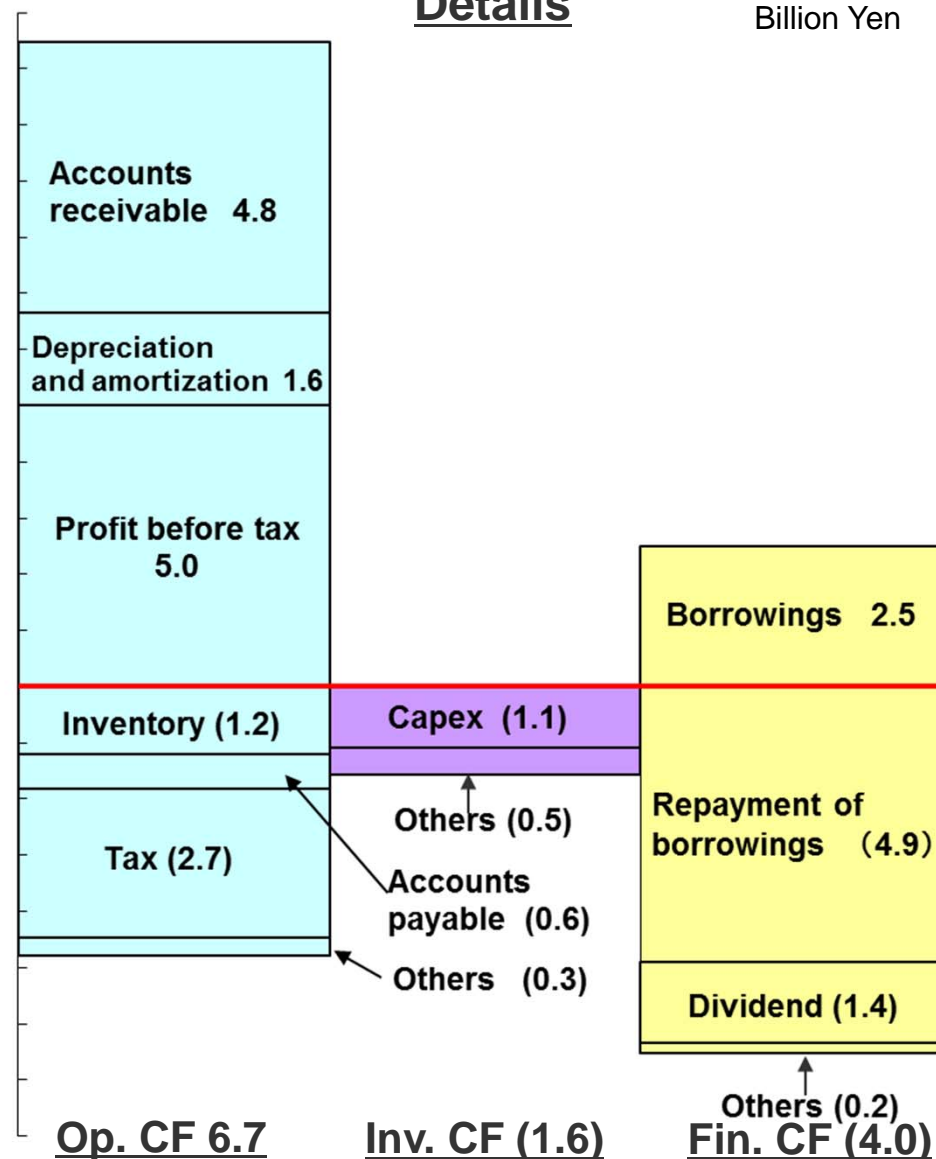 Details
Billion Yen
Accounts
receivable 4.8
Depreciation
and amortization 1.6
Profit before tax
5.0
Borrowings 2.5
Inventory (1.2)
Capex (1.1)
Others (0.5)
Repayment of
borrowings （4.9）
Tax (2.7)
Accounts
payable (0.6)
Others (0.3)
Dividend (1.4)
Others (0.2)
Op. CF 6.7
Inv. CF (1.6)
Fin. CF (4.0)